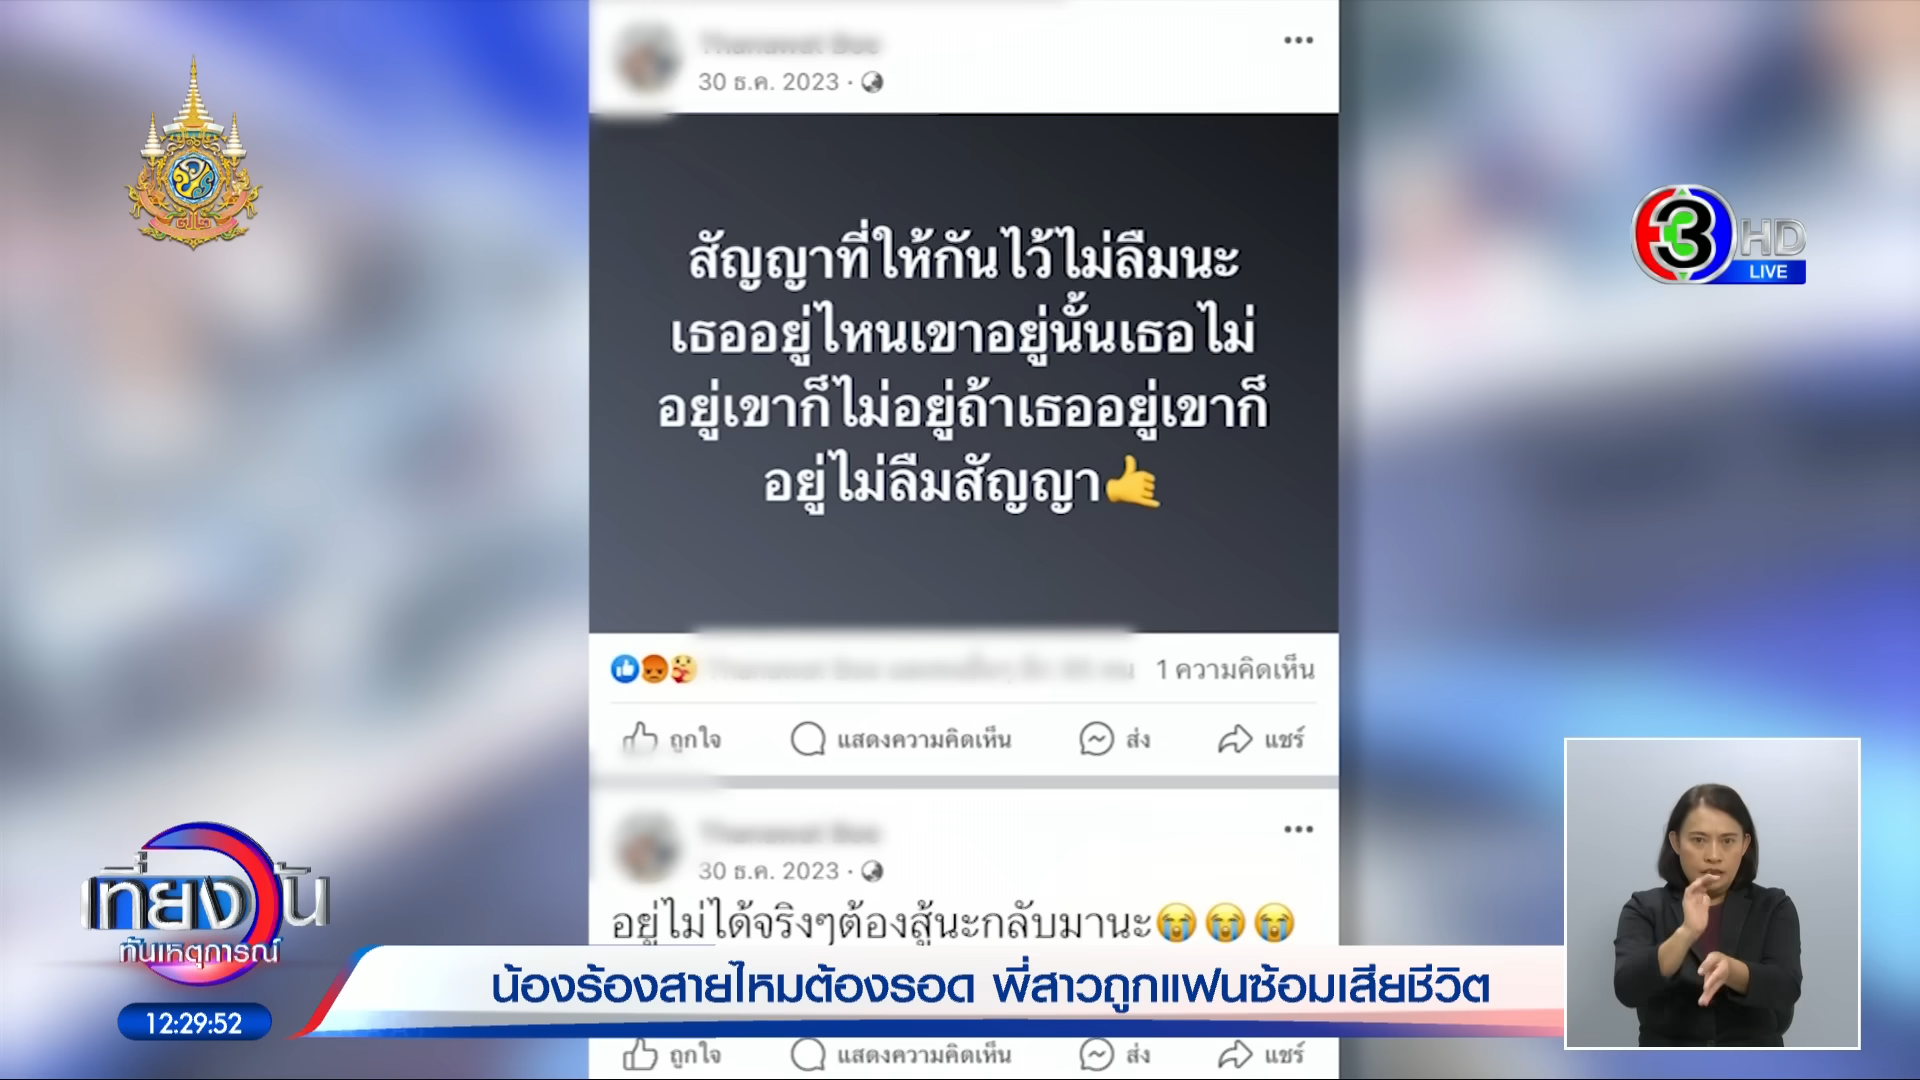 30 ธ.ค. 2023 ·
สัญญาที่ให้กันไว้ไม่ลืมนะ
เธออยู่ไหนเขาอยู่นั้นเธอไม่
อยู่เขาก็ไม่อยู่ถ้าเธออยู่เขาก็
อยู่ไม่ลืมสัญญา🤙
1 ความคิดเห็น
ถูกใจ แสดงความคิดเห็น ส่ง แชร์
30 ธ.ค. 2023 ·
อยู่ไม่ได้จริงๆต้องสู้นะกลับมานะ😭😭😭
ถูกใจ แสดงความคิดเห็น ส่ง แชร์
3 HD
LIVE
๗๒
เที่ยงวัน
ทันเหตุการณ์
12:29:52
น้องร้องสายไหมต้องรอด พี่สาวถูกแฟนซ้อมเสียชีวิต